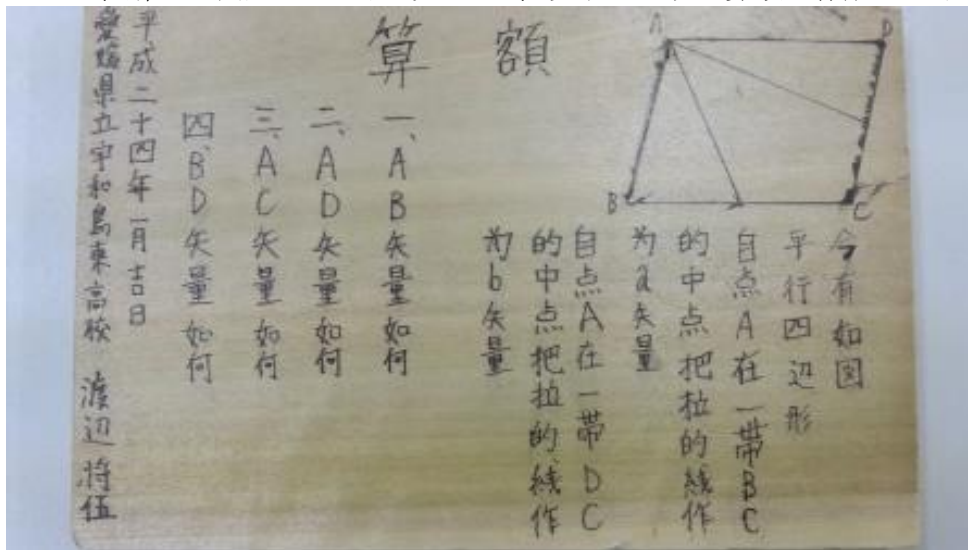 算額
A
D
B
C
今有如図
平行四辺形
自点A在一帯BC
的中点把拉的线作
为a矢量
自点A在一帯DC
的中点把拉的线作
为b矢量
一、AB矢量如何
二、AD矢量如何
三、AC矢量如何
四、BD矢量如何
平成二十四年一月吉日
愛媛県立宇和島東高校 渡辺将伍